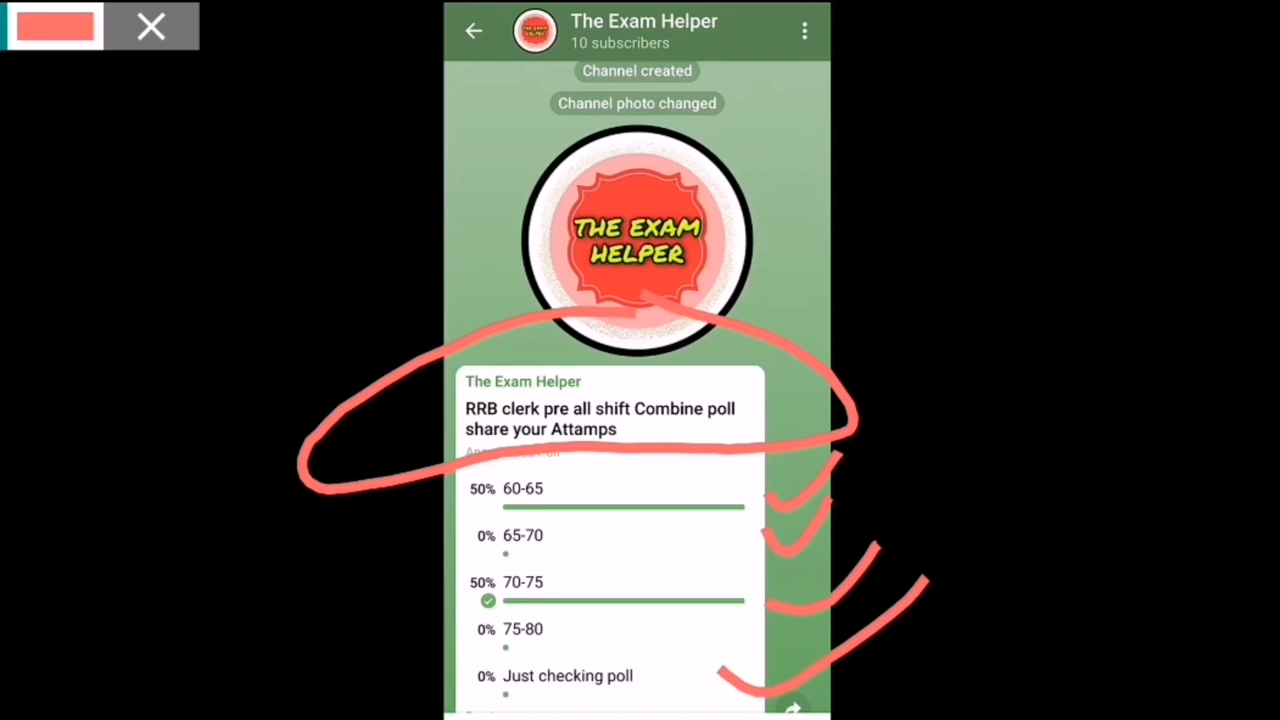 The Exam Helper
10 subscribers
Channel created
Channel photo changed
THE EXAM
HELPER
The Exam Helper
RRB clerk pre all shift Combine poll
share your Attamps
50% 60-65
0% 65-70
50% 70-75
0% 75-80
0% Just checking poll